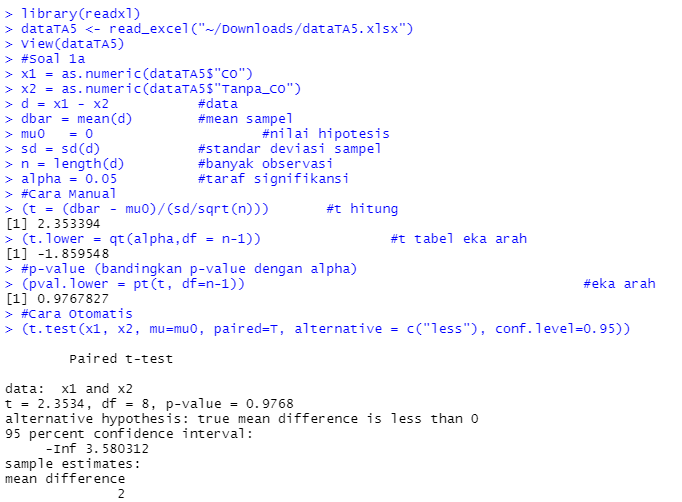 > library(readxl)
> dataTA5 <- read_excel("~/Downloads/dataTA5.xlsx")
> View(dataTA5)
> #Soal 1a
> x1 = as.numeric(dataTA5$"CO")
> x2 = as.numeric(dataTA5$"Tanpa_CO")
> d = x1 - x2 #data
> dbar = mean(d) #mean sampel
> mu0 = 0 #nilai hipotesis
> sd = sd(d) #standar deviasi sampel
> n = length(d) #banyak observasi
> alpha = 0.05 #taraf signifikansi
> #Cara Manual
> (t = (dbar - mu0)/(sd/sqrt(n))) #t hitung
[1] 2.353394
> (t.lower = qt(alpha,df = n-1)) #t tabel eka arah
[1] -1.859548
> #p-value (bandingkan p-value dengan alpha)
> (pval.lower = pt(t, df=n-1)) #eka arah
[1] 0.9767827
> #Cara Otomatis
> (t.test(x1, x2, mu=mu0, paired=T, alternative = c("less"), conf.level=0.95))
Paired t-test
data: x1 and x2
t = 2.3534, df = 8, p-value = 0.9768
alternative hypothesis: true mean difference is less than 0
95 percent confidence interval:
-Inf 3.580312
sample estimates:
mean difference
2